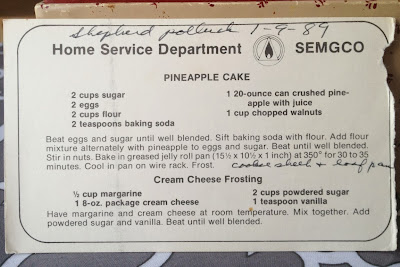 Shepherd potluck 1-9-89
Home Service Department SEMGCO
PINEAPPLE CAKE
2 cups sugar
2 eggs
2 cups flour
2 teaspoons baking soda
1 20-ounce can crushed pine-
apple with juice
1 cup chopped walnuts
Beat eggs and sugar until well blended. Sift baking soda with flour. Add flour
mixture alternately with pineapple to eggs and sugar. Beat until well blended.
Stir in nuts. Bake in greased jelly roll pan (15½ x 10½ x 1 inch) at 350° for 30 to 35
minutes. Cool in pan on wire rack. Frost. cookie sheet + loaf pan
Cream Cheese Frosting
½ cup margarine
1 8-oz. package cream cheese
2 cups powdered sugar
1 teaspoon vanilla
Have margarine and cream cheese at room temperature. Mix together. Add
powdered sugar and vanilla. Beat until well blended.